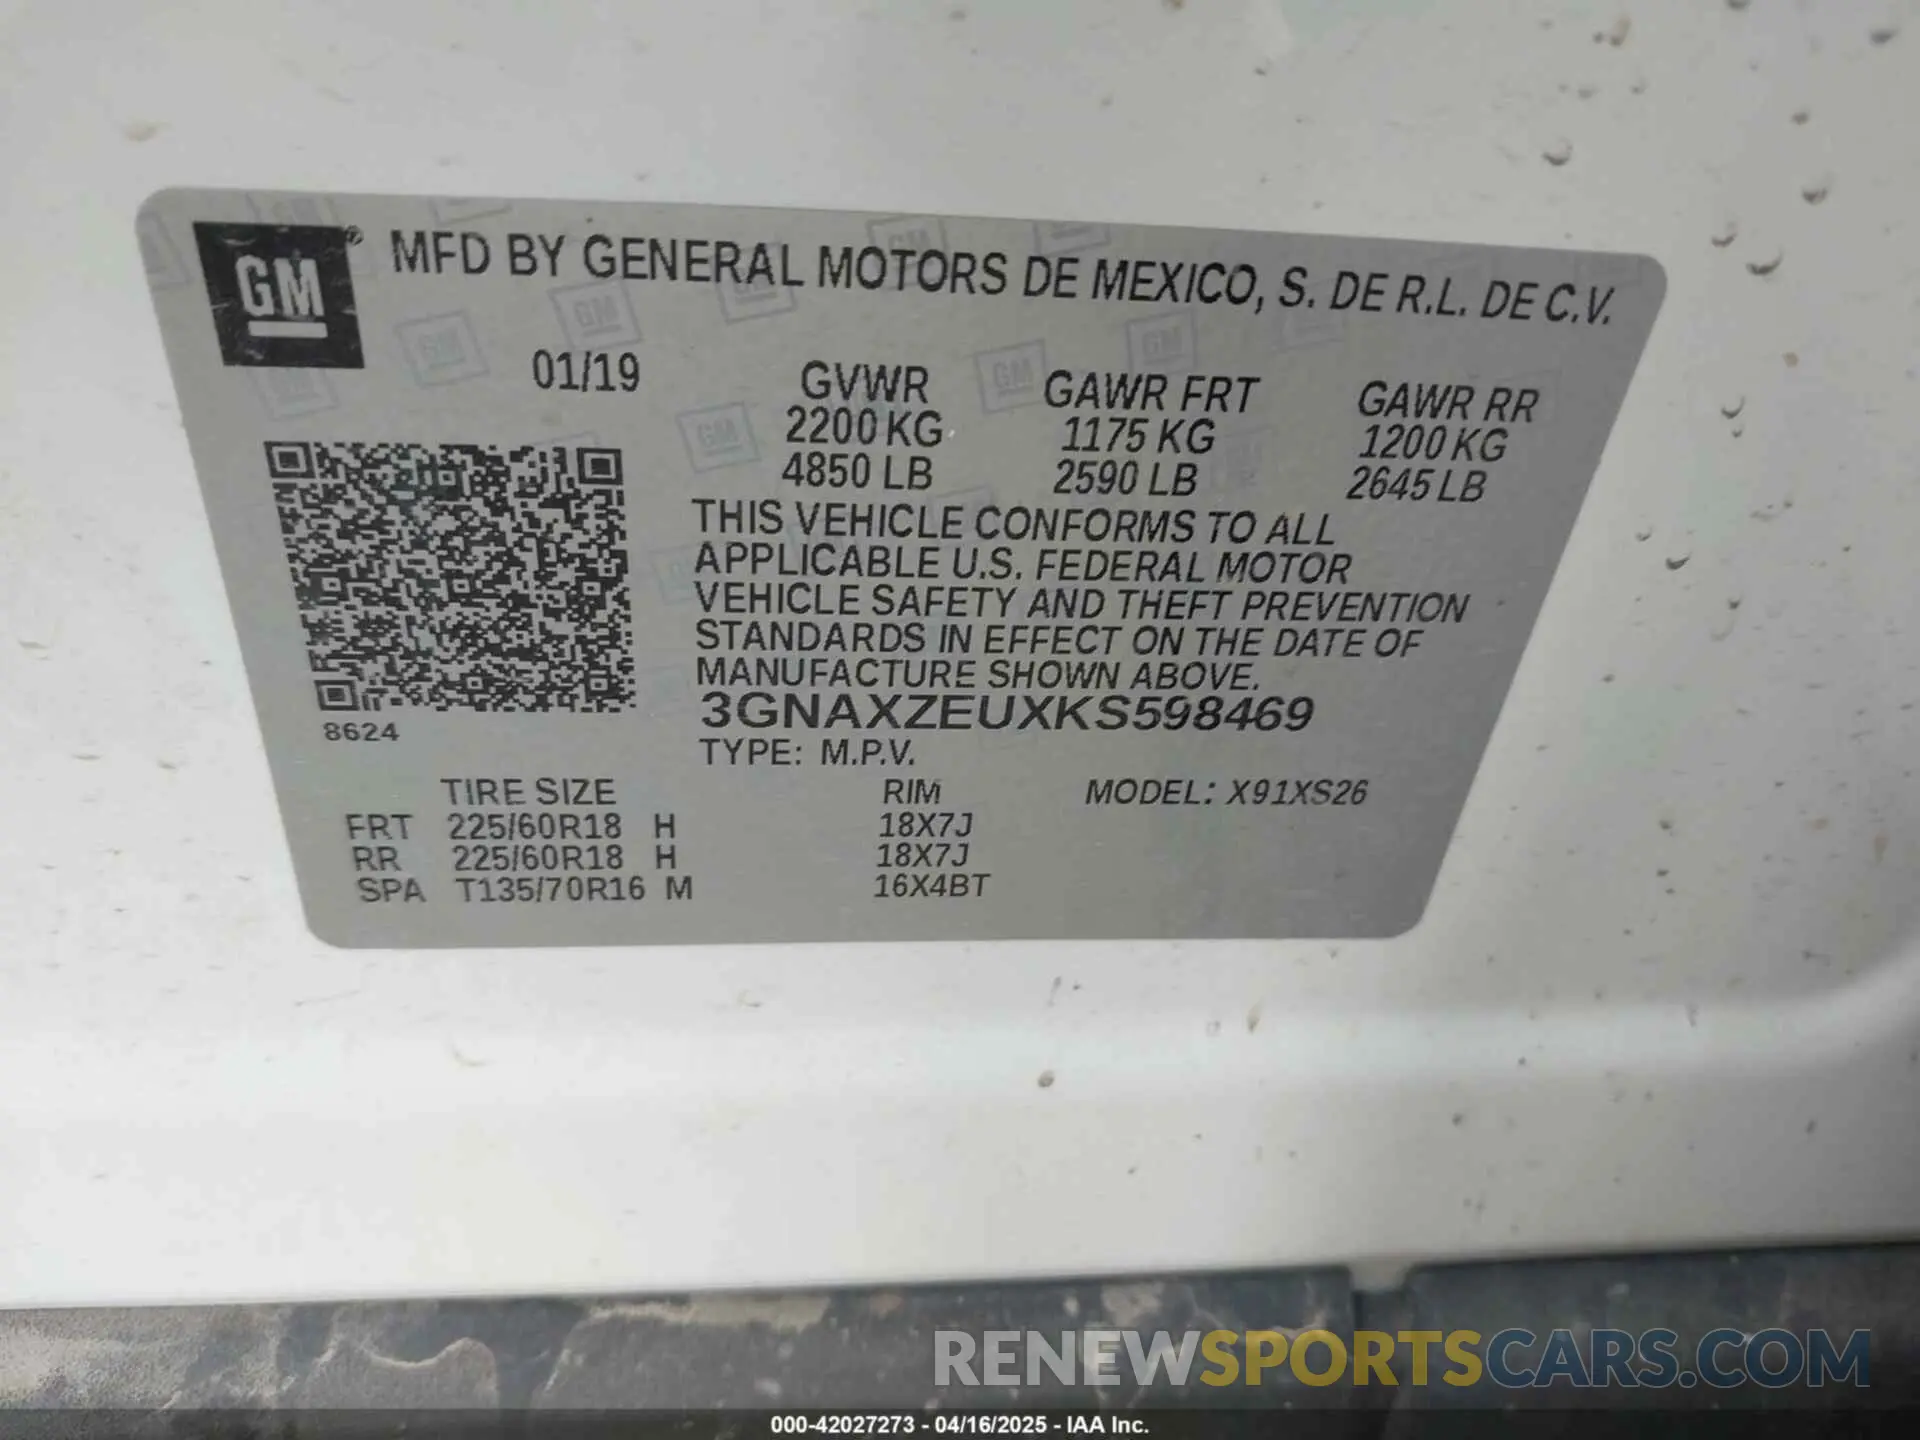 GM® MFD BY GENERAL MOTORS DE MEXICO, S. DE R.L. DE C.V.
01/19 GVWR GAWR FRT GAWR RR
2200 KG 1175 KG 1200 KG
4850 LB 2590 LB 2645 LB
THIS VEHICLE CONFORMS TO ALL
APPLICABLE U.S. FEDERAL MOTOR
VEHICLE SAFETY AND THEFT PREVENTION
STANDARDS IN EFFECT ON THE DATE OF
MANUFACTURE SHOWN ABOVE.
3GNAXZEUXKS598469
8624
TYPE: M.P.V.
TIRE SIZE RIM MODEL: X91XS26
FRT 225/60R18 H 18X7J
RR 225/60R18 H 18X7J
SPA T135/70R16 M 16X4BT
RENEWSPORTSCARS.COM
000-42027273 - 04/16/2025 - IAA Inc.